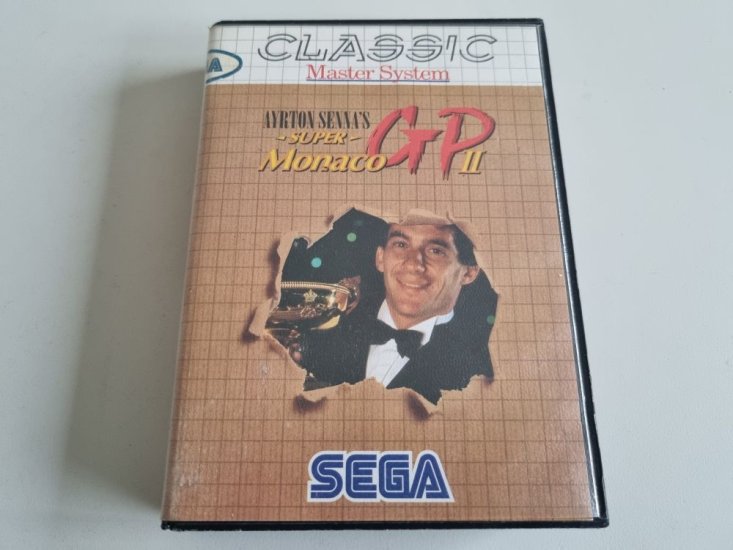 CLASSIC
Master System
AYRTON SENNA'S
-SUPER-
Monaco GP II
SEGA